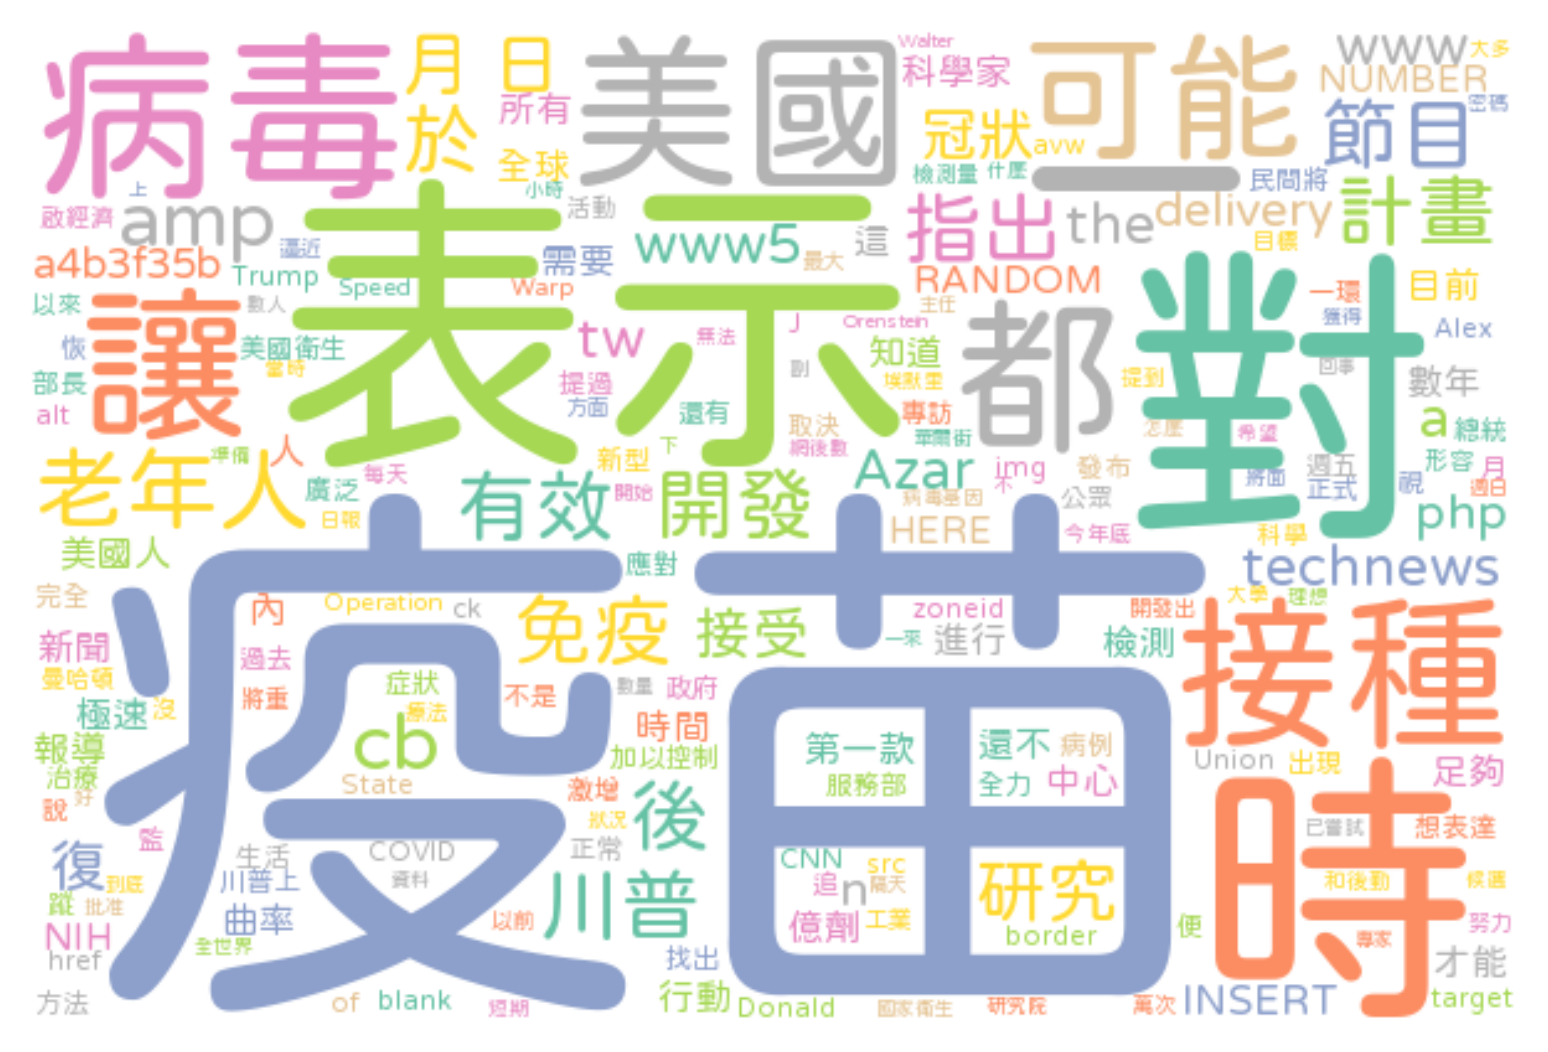 病毒
月 日
美國
Walter
科學家
可能
www
大多
NUMBER
密碼
所有
於
全球
冠狀
avw
節目
檢測量
什麼
民間將
上
小時
啟經濟
amp
活動
指出
the
delivery
計畫
目標
表示
www5
這
需要
最大
逼近
a4b3f35b
Trump
Speed
Warp
RANDOM
對
一環
目前
以來
數人
讓
主任
獲得
Alex
tw
無法
J
Orenstein
都
恢
美國衛生
知道
回事
當時
部長
提過
副
埃默里
提到
數年
alt
方面
還有
取決
專訪
a
總統
網後數
華爾街
怎麼
希望
老年人
準備
人
下
新型
每天
Azar
img
發布
週五
形容
月
廣泛
有效
開始
開發
不
病毒基因
公眾
將面
正式
視
週日
日報
HERE
今年底
科學
php
美國人
疫苗
應對
technews
完全
Operation
ck
內
免疫
接受
zoneid
開發出
大學
理想
一來
進行
檢測
接種
新聞
過去
曼哈頓
症狀
數量
政府
將重
不是
極速
沒
療法
時間
cb
第一款
還不
病例
報導
加以控制
Union
出現
治療
State
服務部
全力
中心
足夠
說
好
激增
後
時
狀況
監
已嘗試
想表達
生活
COVID
正常
CNN
src
復
到底
川普上
資料
追
n
隔天
研究
和後勤
候選
蹤
批准
曲率
以前
川普
億劑
工業
便
努力
NIH
全世界
border
專家
href
找出
才能
方法
of
blank
短期
行動
Donald
國家衛生
研究院
萬次
INSERT
target